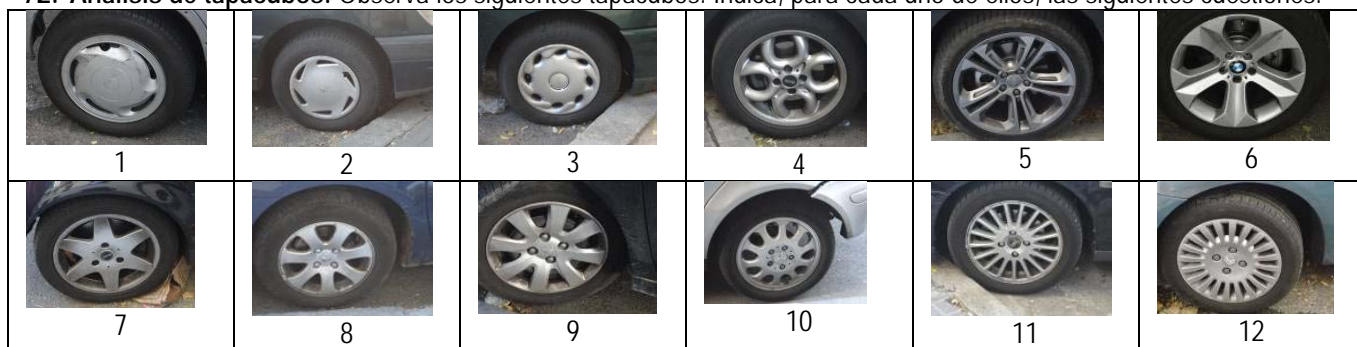 72. Análisis de tapacubos. Observa los siguientes tapacubos. Indica, para cada uno de ellos, las siguientes cuestiones:
1 2 3 4 5 6
7 8 9 10 11 12